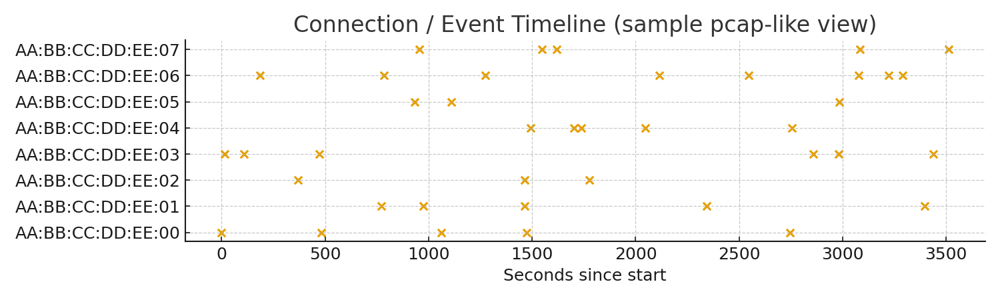 Connection / Event Timeline (sample pcap-like view)
AA:BB:CC:DD:EE:07
AA:BB:CC:DD:EE:06
AA:BB:CC:DD:EE:05
AA:BB:CC:DD:EE:04
AA:BB:CC:DD:EE:03
AA:BB:CC:DD:EE:02
AA:BB:CC:DD:EE:01
AA:BB:CC:DD:EE:00
0 500 1000 1500 2000 2500 3000 3500
Seconds since start